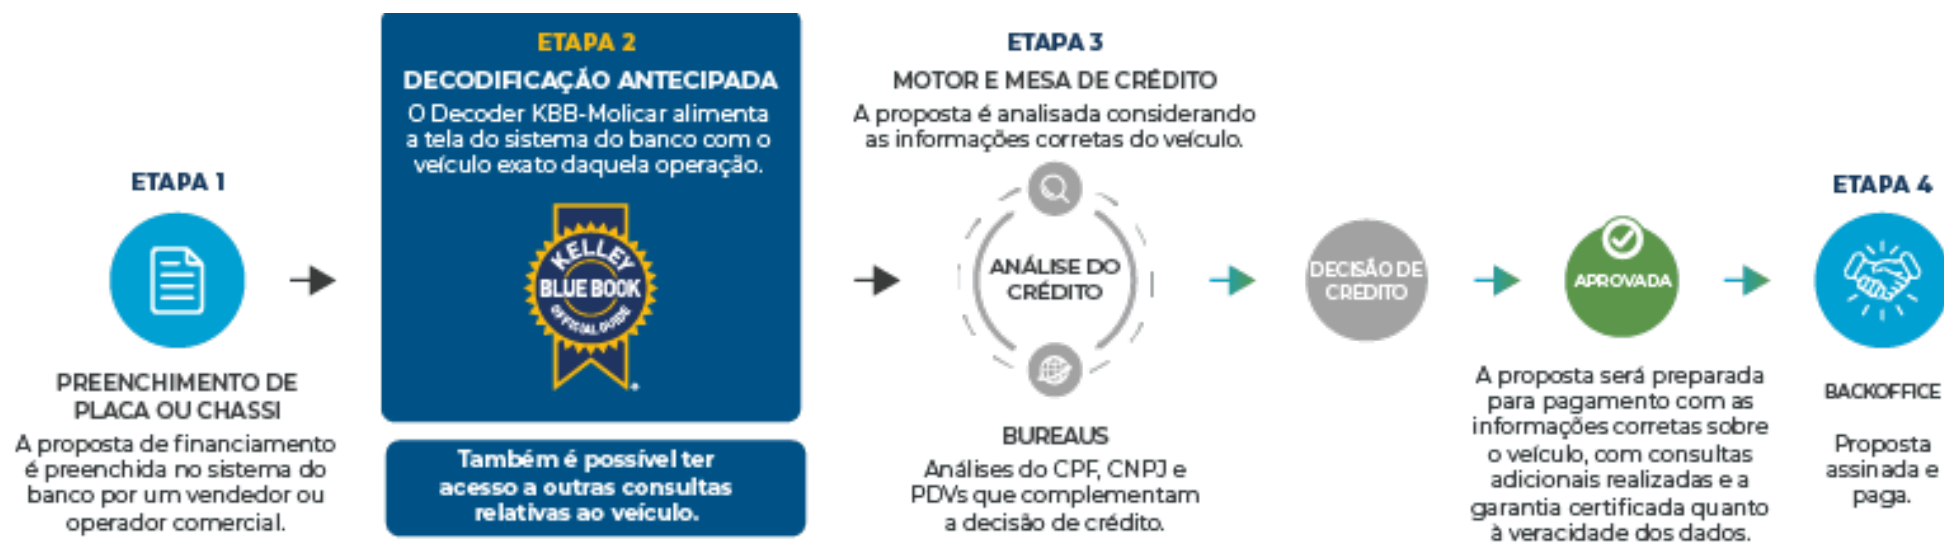 ETAPA 1
PREENCHIMENTO DE
PLACA OU CHASSI
A proposta de financiamento
é preenchida no sistema do
banco por um vendedor ou
operador comercial.
ETAPA 2
DECODIFICAÇÃO ANTECIPADA
O Decoder KBB-Molicar alimenta
a tela do sistema do banco com o
veículo exato daquela operação.
KELLEY
BLUE BOOK
OFFICIAL GUIDE
Também é possível ter
acesso a outras consultas
relativas ao veículo.
ETAPA 3
MOTOR E MESA DE CRÉDITO
A proposta é analisada considerando
as informações corretas do veículo.
ANÁLISE DO
CRÉDITO
BUREAUS
Análises do CPF, CNPJ e
PDVs que complementam
a decisão de crédito.
DECISÃO DE
CRÉDITO
APROVADA
A proposta será preparada
para pagamento com as
informações corretas sobre
o veículo, com consultas
adicionais realizadas e a
garantia certificada quanto
à veracidade dos dados.
ETAPA 4
BACKOFFICE
Proposta
assinada e
paga.